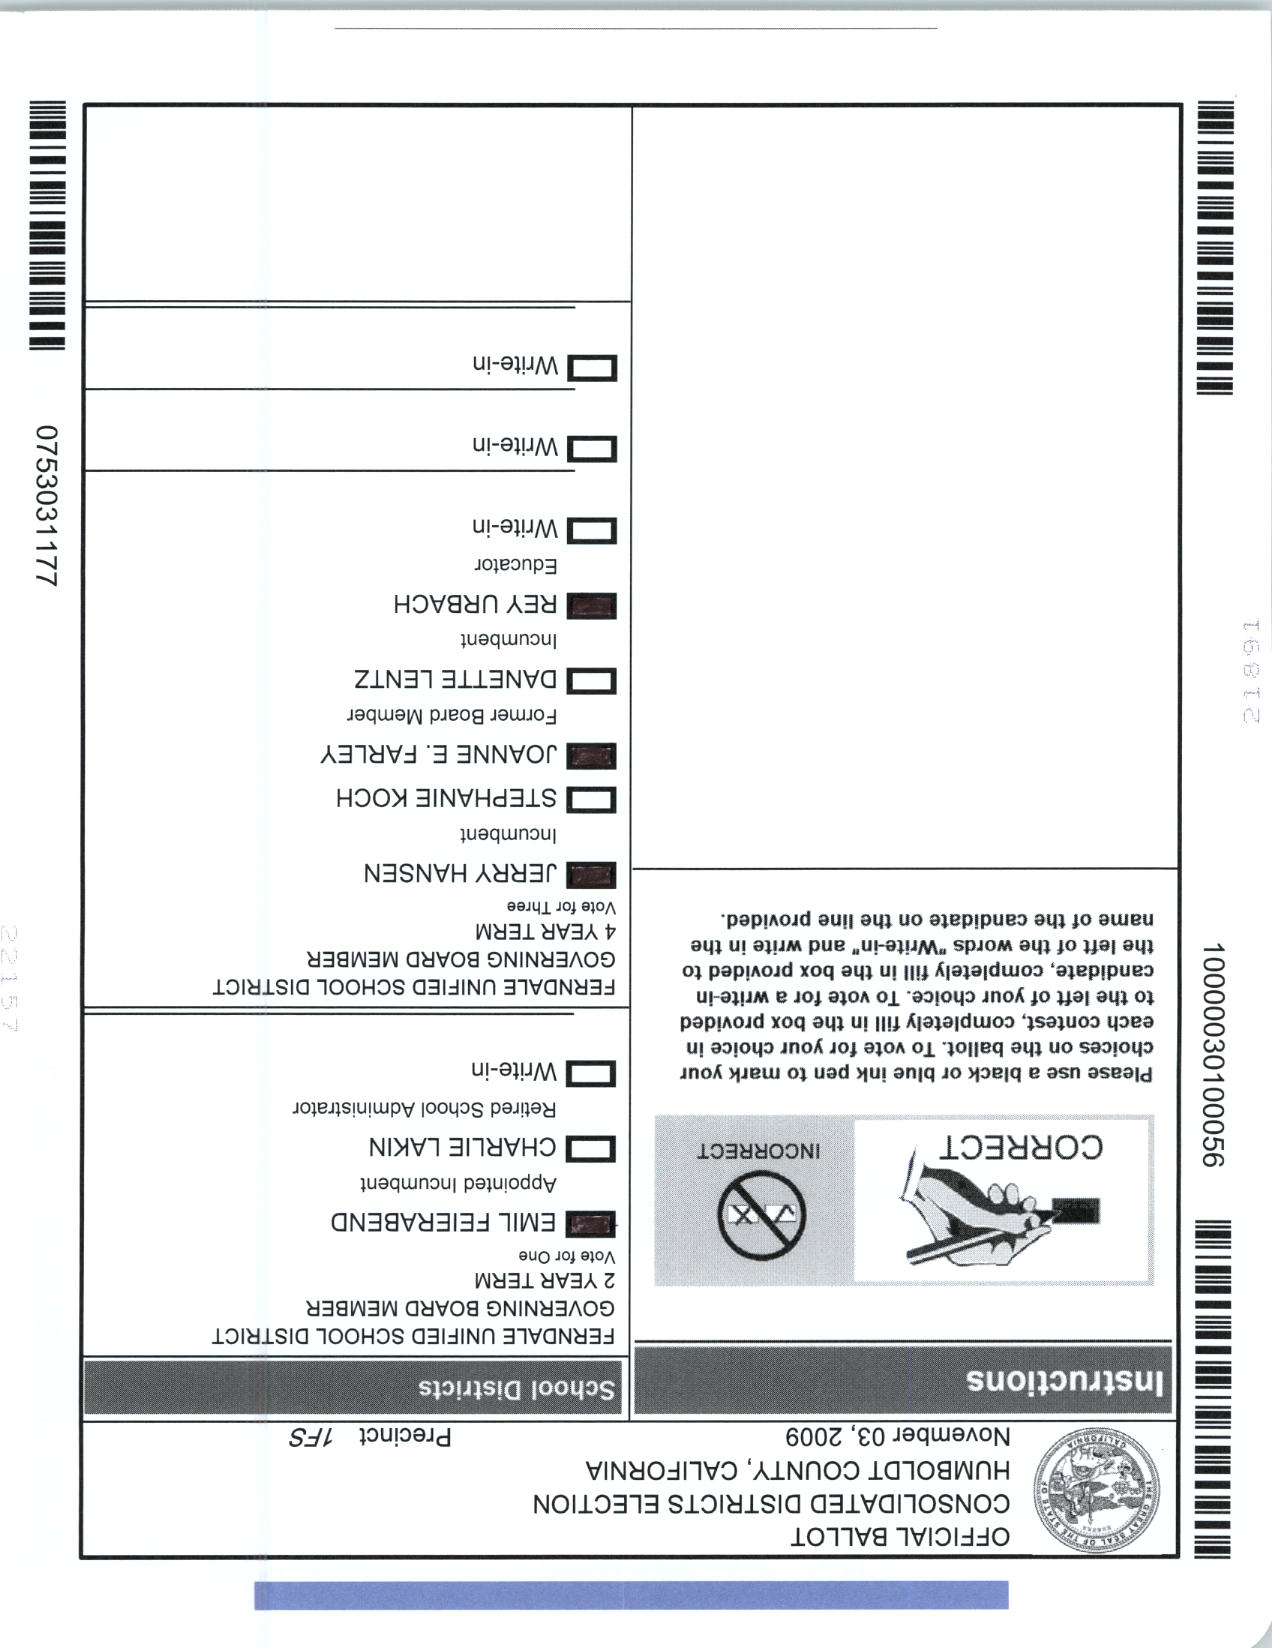 OFFICIAL BALLOT
CONSOLIDATED DISTRICTS ELECTION
HUMBOLDT COUNTY, CALIFORNIA
November 03, 2009
Precinct 1FS
Instructions
CORRECT
INCORRECT
Please use a black or blue ink pen to mark your
choices on the ballot. To vote for your choice in
each contest, completely fill in the box provided
to the left of your choice. To vote for a write-in
candidate, completely fill in the box provided to
the left of the words "Write-in" and write in the
name of the candidate on the line provided.
School Districts
FERNDALE UNIFIED SCHOOL DISTRICT
GOVERNING BOARD MEMBER
2 YEAR TERM
Vote for One
EMIL FEIERABEND
Appointed Incumbent
CHARLIE LAKIN
Retired School Administrator
Write-in
FERNDALE UNIFIED SCHOOL DISTRICT
GOVERNING BOARD MEMBER
4 YEAR TERM
Vote for Three
JERRY HANSEN
Incumbent
STEPHANIE KOCH
JOANNE E. FARLEY
Former Board Member
DANETTE LENTZ
Incumbent
REY URBACH
Educator
Write-in
Write-in
Write-in
10000030100056
0753031177
21891
22157